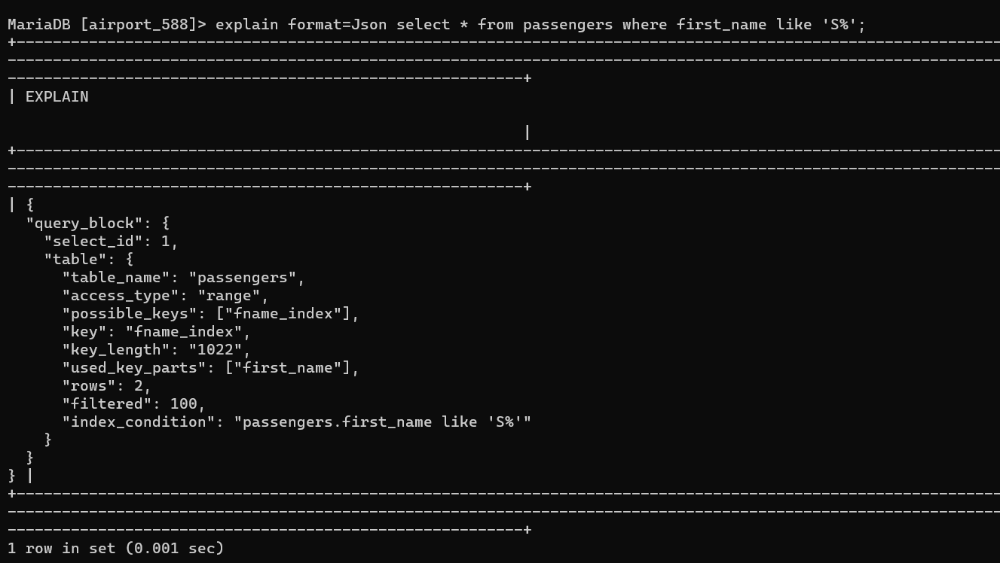 MariaDB [airport_588]> explain format=Json select * from passengers where first_name like 'S%';
+-------------------------------------------------------------------------------------------------------------
--------------------------------------------------------------------------------------------------------------
---------------------------------------------------------+
| EXPLAIN
|
+-------------------------------------------------------------------------------------------------------------
--------------------------------------------------------------------------------------------------------------
---------------------------------------------------------+
| {
  "query_block": {
    "select_id": 1,
    "table": {
      "table_name": "passengers",
      "access_type": "range",
      "possible_keys": ["fname_index"],
      "key": "fname_index",
      "key_length": "1022",
      "used_key_parts": ["first_name"],
      "rows": 2,
      "filtered": 100,
      "index_condition": "passengers.first_name like 'S%'"
    }
  }
} |
+-------------------------------------------------------------------------------------------------------------
--------------------------------------------------------------------------------------------------------------
---------------------------------------------------------+
1 row in set (0.001 sec)